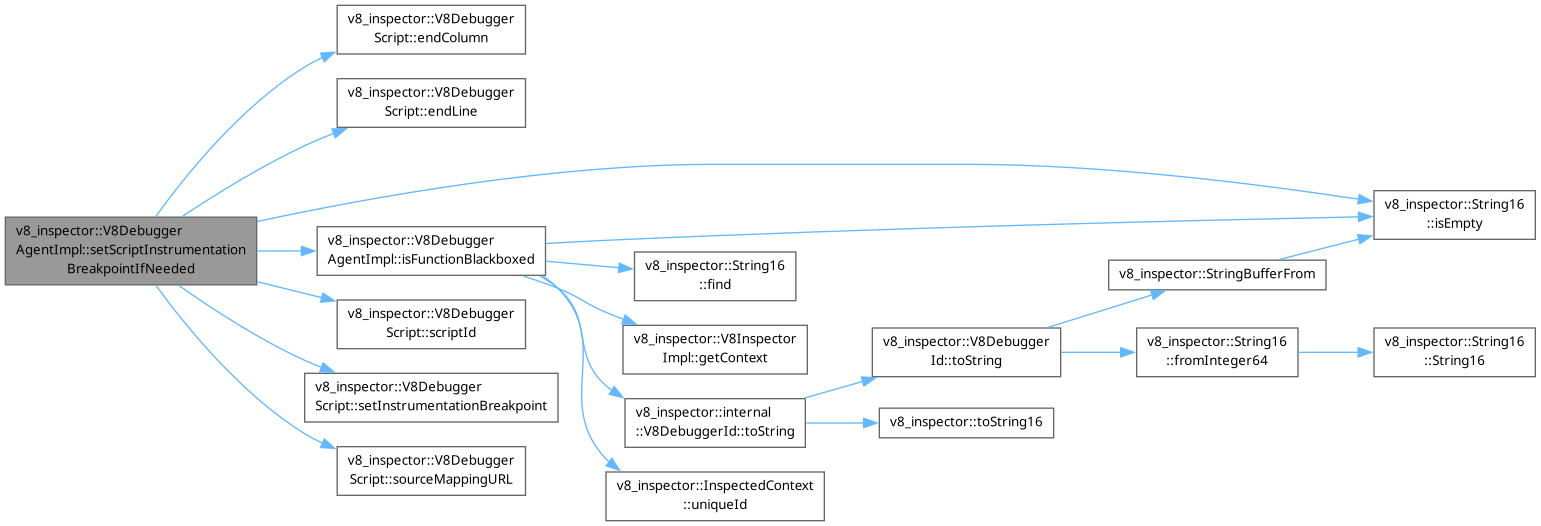 v8_inspector::V8Debugger
AgentImpl::setScriptInstrumentation
BreakpointIfNeeded
v8_inspector::V8Debugger
Script::endColumn
v8_inspector::V8Debugger
Script::endLine
v8_inspector::V8Debugger
AgentImpl::isFunctionBlackboxed
v8_inspector::V8Debugger
Script::scriptId
v8_inspector::V8Debugger
Script::setInstrumentationBreakpoint
v8_inspector::V8Debugger
Script::sourceMappingURL
v8_inspector::String16
::find
v8_inspector::V8Inspector
Impl::getContext
v8_inspector::internal
::V8DebuggerId::toString
v8_inspector::InspectedContext
::uniqueId
v8_inspector::V8Debugger
Id::toString
v8_inspector::toString16
v8_inspector::StringBufferFrom
v8_inspector::String16
::fromInteger64
v8_inspector::String16
::isEmpty
v8_inspector::String16
::String16